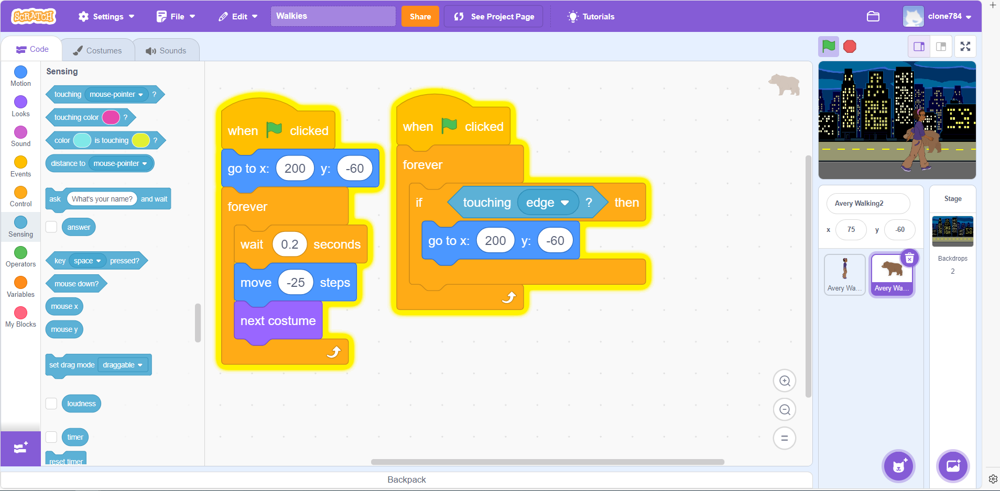 SCRATCH
Settings
File
Edit
Walkies
Share
See Project Page
Tutorials
clone784
Code
Costumes
Sounds
Motion
Looks
Sound
Events
Control
Sensing
Operators
Variables
My Blocks
Sensing
touching mouse-pointer ?
touching color ?
color is touching ?
distance to mouse-pointer
ask What's your name? and wait
answer
key space pressed?
mouse down?
mouse x
mouse y
set drag mode draggable
loudness
timer
reset timer
when clicked
go to x: 200 y: -60
forever
wait 0.2 seconds
move -25 steps
next costume
when clicked
forever
if touching edge ? then
go to x: 200 y: -60
Avery Walking2
x 75 y -60
Avery Wa...
Avery Wa...
Stage
Backdrops
2
Backpack